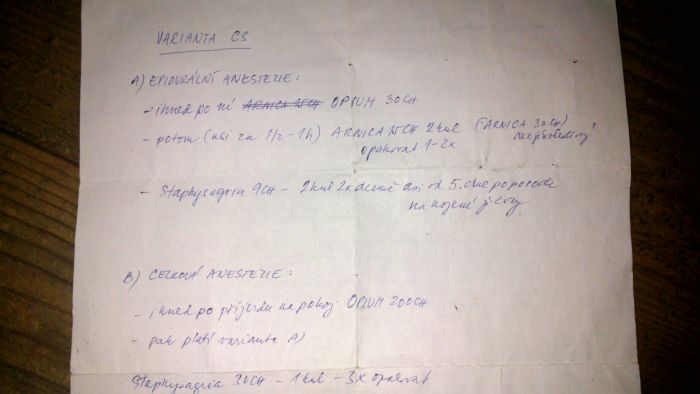 VARIANTA CS
A) EPIDURÁLNÍ ANESTEZIE:
- ihned po ní ARNICA 15CH OPIUM 30CH
- potom (asi za 1/2 - 1h) ARNICA 15CH 2kul (ARNICA 30CH)
opakovat 1-2x
- Staphysagria 9CH - 2kul 2x denně asi od 5. dne po porodu
na hojení jizvy
B) CELKOVÁ ANESTEZIE:
- ihned po příjezdu na pokoj OPIUM 200CH
- pak platí varianta A)
Staphysagria 30CH - 1kul - 3x opakovat